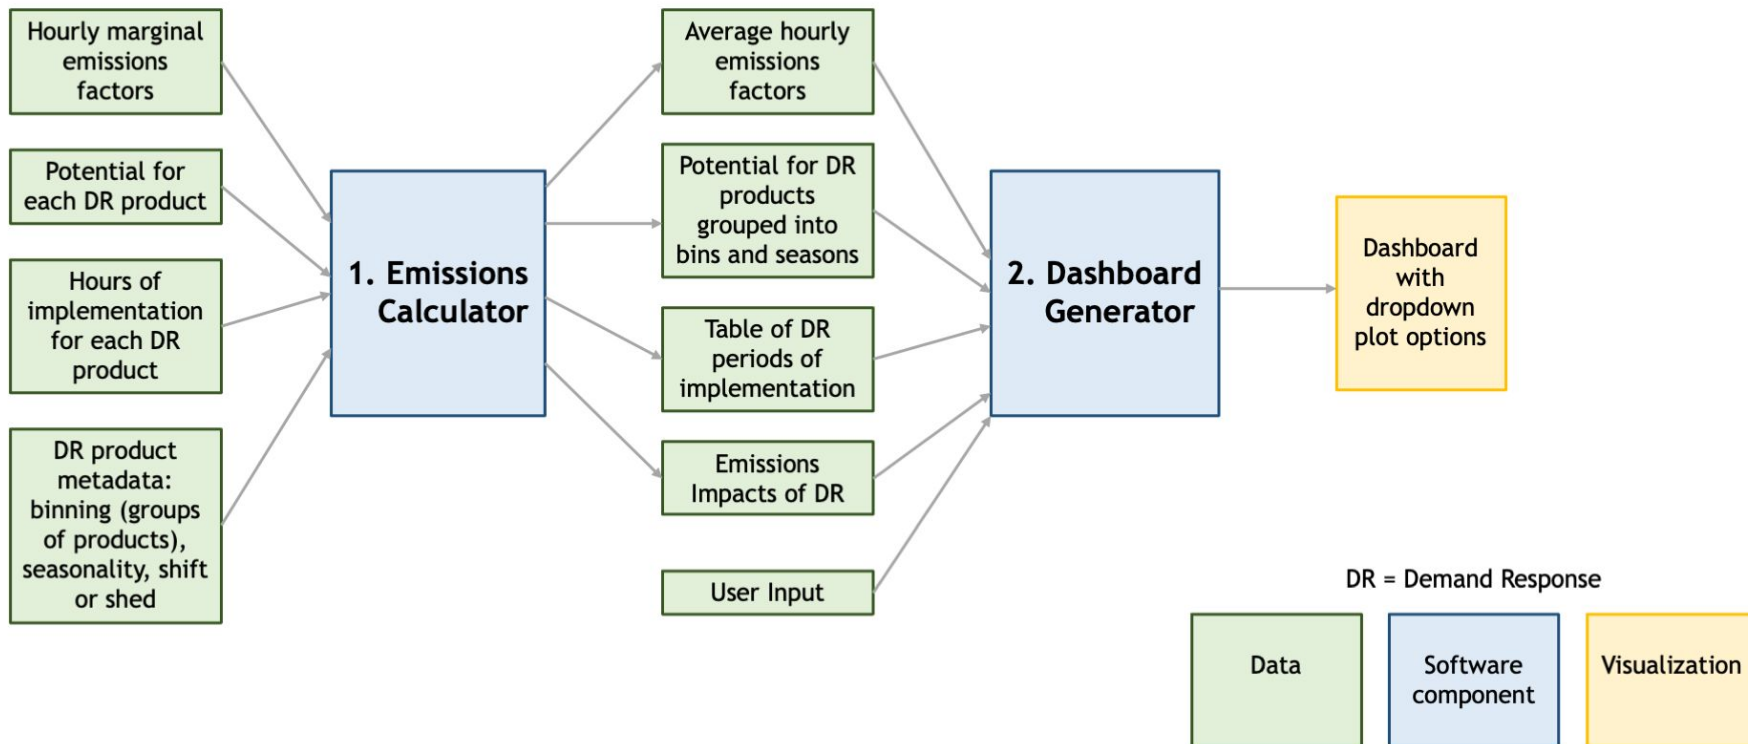 Hourly marginal
emissions
factors
Potential for
each DR product
Hours of
implementation
for each DR
product
DR product
metadata:
binning (groups
of products),
seasonality, shift
or shed
1. Emissions
Calculator
Average hourly
emissions
factors
Potential for DR
products
grouped into
bins and seasons
Table of DR
periods of
implementation
Emissions
Impacts of DR
User Input
2. Dashboard
Generator
Dashboard
with
dropdown
plot options
DR = Demand Response
Data
Software
component
Visualization